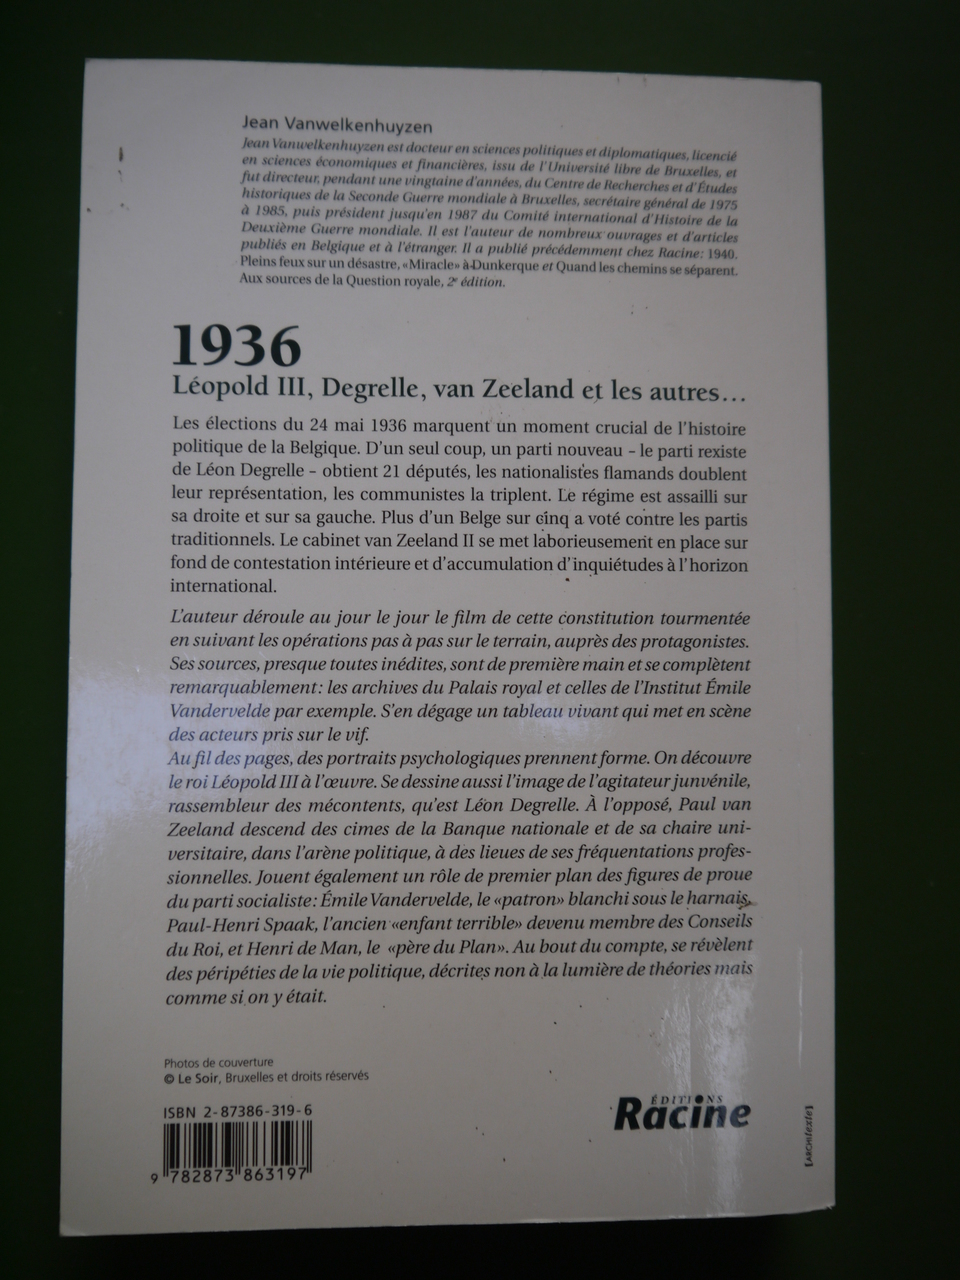 Jean Vanwelkenhuyzen
Jean Vanwelkenhuyzen est docteur en sciences politiques et diplomatiques, licencié
en sciences économiques et financières, issu de l'Université libre de Bruxelles, et
fut directeur, pendant une vingtaine d'années, du Centre de Recherches et d'Études
historiques de la Seconde Guerre mondiale à Bruxelles, secrétaire général de 1975
à 1985, puis président jusqu'en 1987 du Comité international d'Histoire de la
Deuxième Guerre mondiale. Il est l'auteur de nombreux ouvrages et d'articles
publiés en Belgique et à l'étranger. Il a publié précédemment chez Racine: 1940.
Pleins feux sur un désastre, «Miracle» à Dunkerque et Quand les chemins se séparent.
Aux sources de la Question royale, 2e édition.
1936
Léopold III, Degrelle, van Zeeland et les autres...
Les élections du 24 mai 1936 marquent un moment crucial de l'histoire
politique de la Belgique. D'un seul coup, un parti nouveau – le parti rexiste
de Léon Degrelle – obtient 21 députés, les nationalistes flamands doublent
leur représentation, les communistes la triplent. Le régime est assailli sur
sa droite et sur sa gauche. Plus d'un Belge sur cinq a voté contre les partis
traditionnels. Le cabinet van Zeeland II se met laborieusement en place sur
fond de contestation intérieure et d'accumulation d'inquiétudes à l'horizon
international.
L'auteur déroule au jour le jour le film de cette constitution tourmentée
en suivant les opérations pas à pas sur le terrain, auprès des protagonistes.
Ses sources, presque toutes inédites, sont de première main et se complètent
remarquablement: les archives du Palais royal et celles de l'Institut Émile
Vandervelde par exemple. S'en dégage un tableau vivant qui met en scène
des acteurs pris sur le vif.
Au fil des pages, des portraits psychologiques prennent forme. On découvre
le roi Léopold III à l'œuvre. Se dessine aussi l'image de l'agitateur junvénile,
rassembleur des mécontents, qu'est Léon Degrelle. À l'opposé, Paul van
Zeeland descend des cimes de la Banque nationale et de sa chaire uni-
versitaire, dans l'arène politique, à des lieues de ses fréquentations profes-
sionnelles. Jouent également un rôle de premier plan des figures de proue
du parti socialiste: Émile Vandervelde, le «patron» blanchi sous le harnais,
Paul-Henri Spaak, l'ancien «enfant terrible» devenu membre des Conseils
du Roi, et Henri de Man, le «père du Plan». Au bout du compte, se révèlent
des péripéties de la vie politique, décrites non à la lumière de théories mais
comme si on y était.
Photos de couverture
© Le Soir, Bruxelles et droits réservés
ISBN 2-87386-319-6
9 782873 863197
ÉDITIONS
Racine
[ARCHItexte]